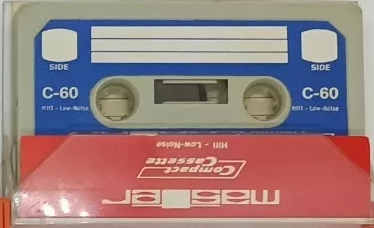 SIDE SIDE
C-60 C-60
Hifi - Low-Noise Hifi - Low-Noise
Hifi - Low-Noise
Compact
Cassette
master